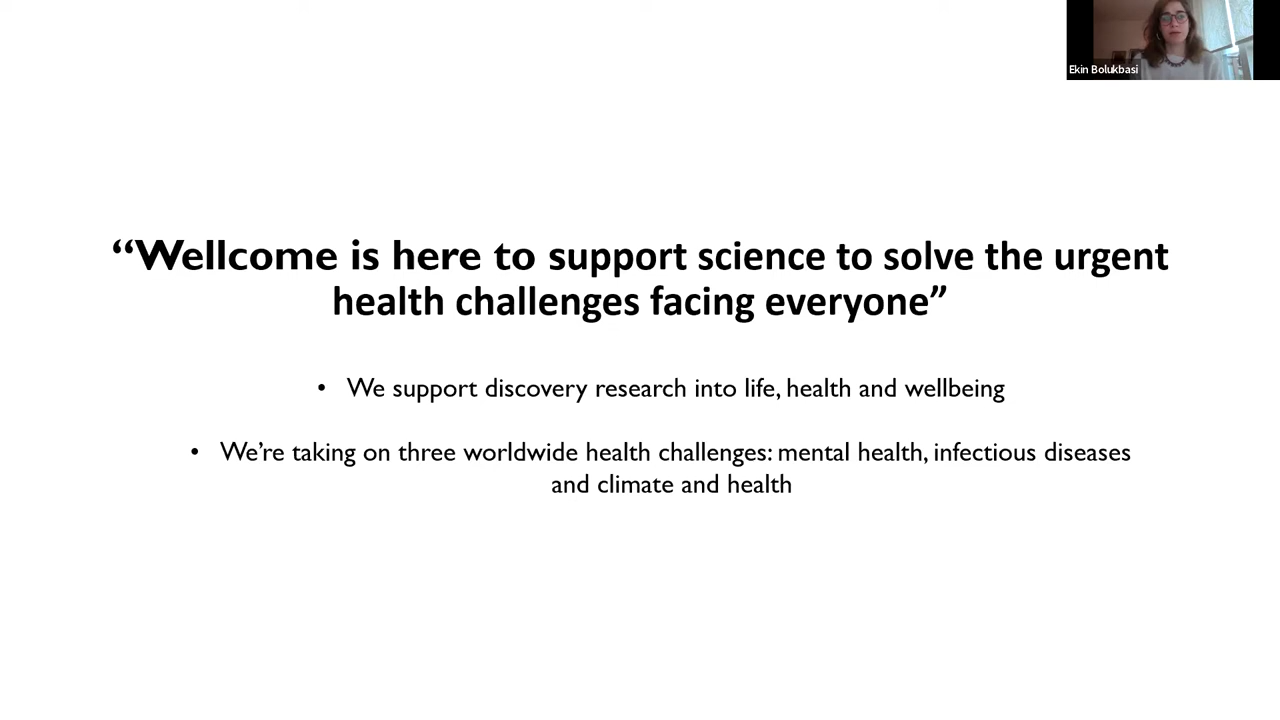 Ekin Bolukbasi
“Wellcome is here to support science to solve the urgent
health challenges facing everyone”
• We support discovery research into life, health and wellbeing
• We’re taking on three worldwide health challenges: mental health, infectious diseases
and climate and health